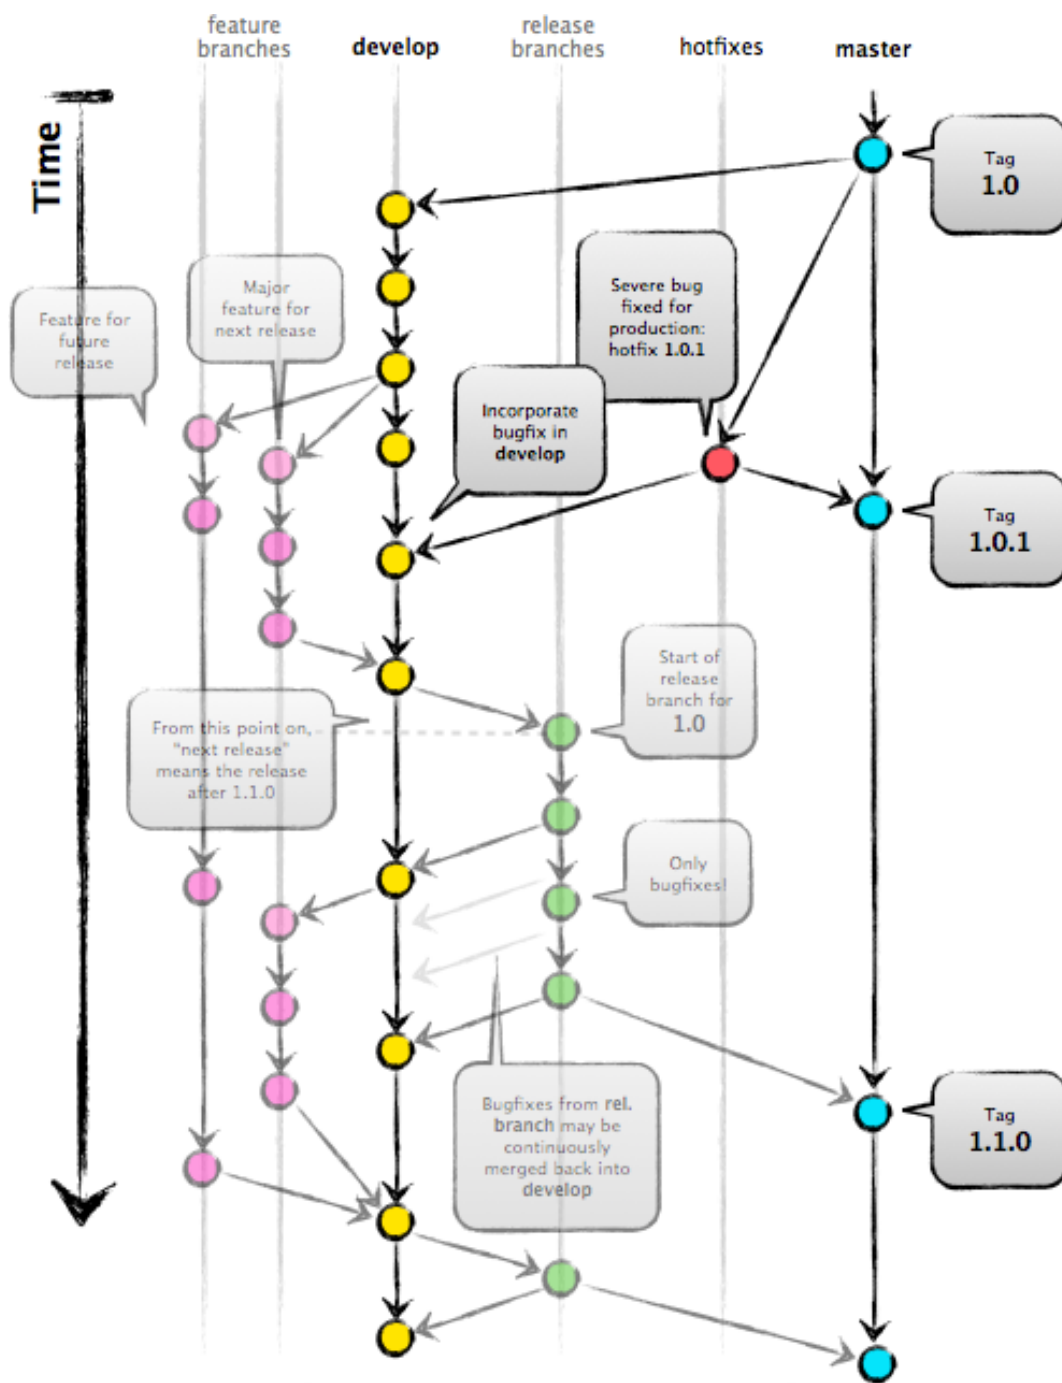 feature
branches
develop
release
branches
hotfixes
master
Time
Tag
1.0
Major
feature for
next release
Feature for
future
release
Severe bug
fixed for
production:
hotfix 1.0.1
Incorporate
bugfix in
develop
Tag
1.0.1
Start of
release
branch for
1.0
From this point on,
"next release"
means the release
after 1.1.0
Only
bugfixes!
Bugfixes from rel.
branch may be
continuously
merged back into
develop
Tag
1.1.0